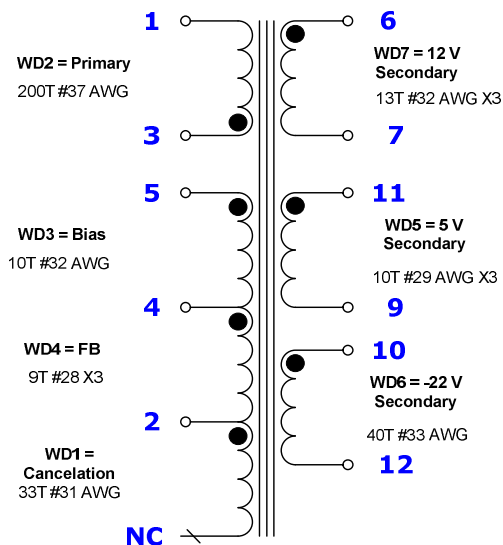 1
WD2 = Primary
200T #37 AWG
3
5
WD3 = Bias
10T #32 AWG
4
WD4 = FB
9T #28 X3
2
WD1 =
Cancelation
33T #31 AWG
NC
6
WD7 = 12 V
Secondary
13T #32 AWG X3
7
11
WD5 = 5 V
Secondary
10T #29 AWG X3
9
10
WD6 = -22 V
Secondary
40T #33 AWG
12